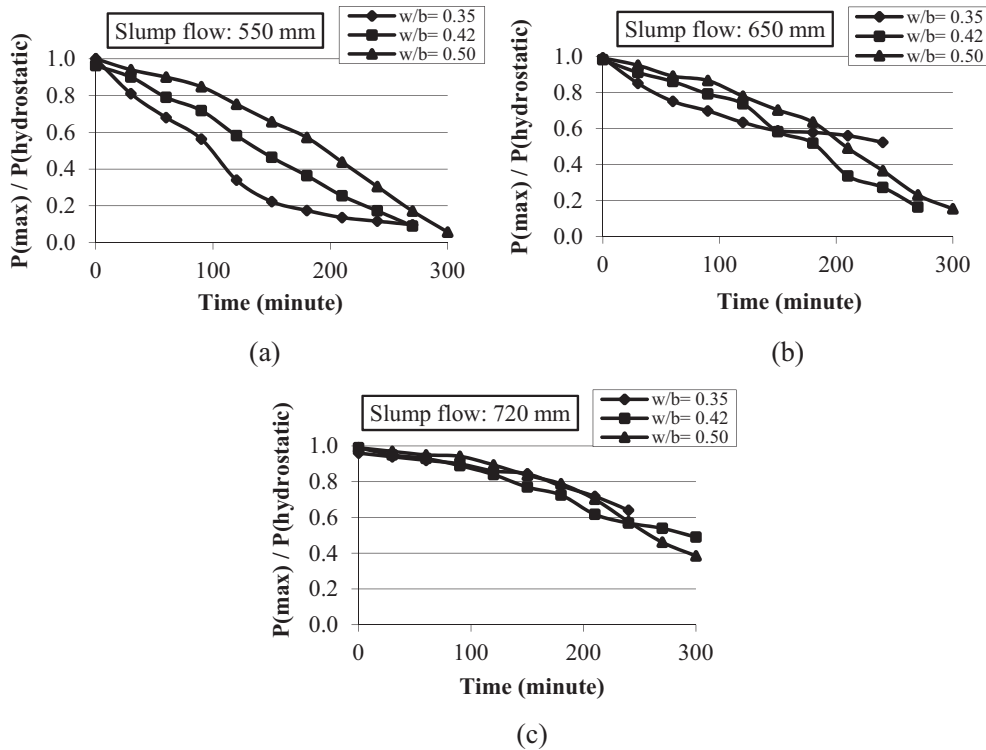 Slump flow: 550 mm
w/b= 0.35
w/b= 0.42
w/b= 0.50
P(max) / P(hydrostatic)
1.0
0.8
0.6
0.4
0.2
0.0
0 100 200 300
Time (minute)
(a)
Slump flow: 650 mm
w/b= 0.35
w/b= 0.42
w/b= 0.50
P(max) / P(hydrostatic)
1.0
0.8
0.6
0.4
0.2
0.0
0 100 200 300
Time (minute)
(b)
Slump flow: 720 mm
w/b= 0.35
w/b= 0.42
w/b= 0.50
P(max) / P(hydrostatic)
1.0
0.8
0.6
0.4
0.2
0.0
0 100 200 300
Time (minute)
(c)